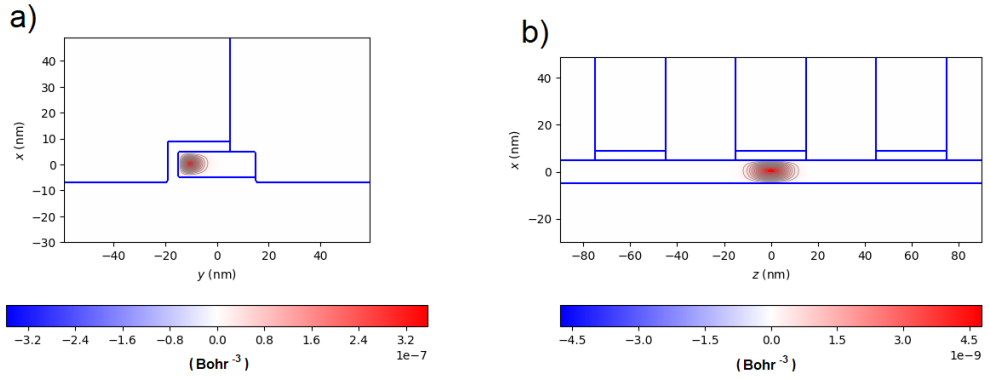 a)
x (nm)
40
30
20
10
0
−10
−20
−30
−40 −20 0 20 40
y (nm)
−3.2 −2.4 −1.6 −0.8 0.0 0.8 1.6 2.4 3.2
1e−7
( Bohr -3 )
b)
x (nm)
40
20
0
−20
−80 −60 −40 −20 0 20 40 60 80
z (nm)
−4.5 −3.0 −1.5 0.0 1.5 3.0 4.5
1e−9
(Bohr -3 )